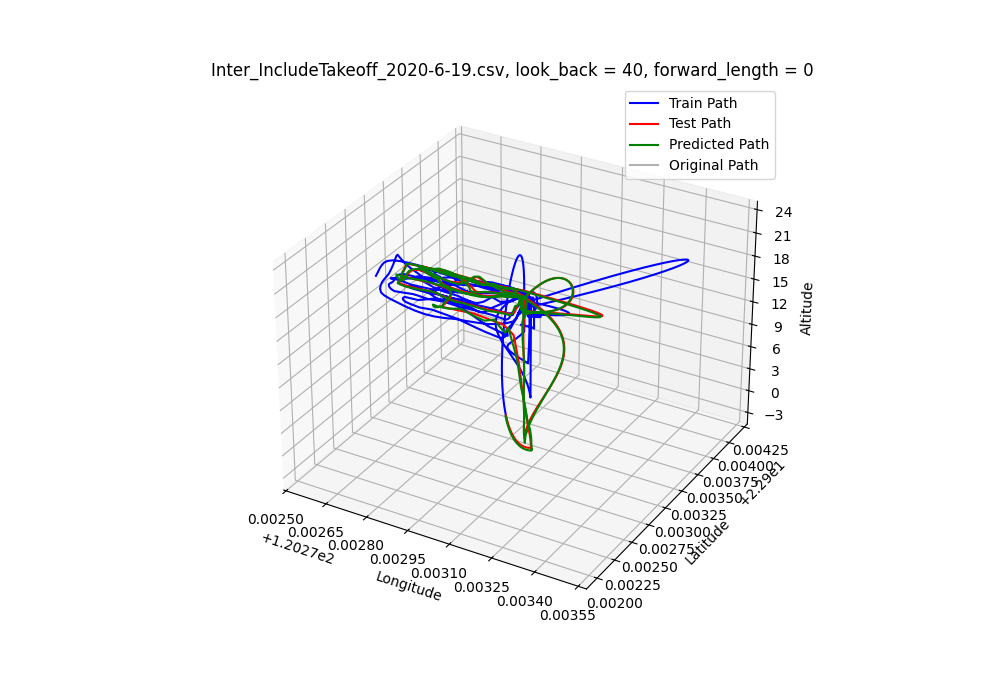 Inter_IncludeTakeoff_2020-6-19.csv, look_back = 40, forward_length = 0
Train Path
Test Path
Predicted Path
Original Path
24
21
18
15
12
9
6
3
0
−3
Altitude
0.00425
0.00400
0.00375
0.00350
0.00325
0.00300
0.00275
0.00250
0.00225
0.00200
+2.29e1
Latitude
0.00250
0.00265
0.00280
0.00295
0.00310
0.00325
0.00340
0.00355
+1.2027e2
Longitude